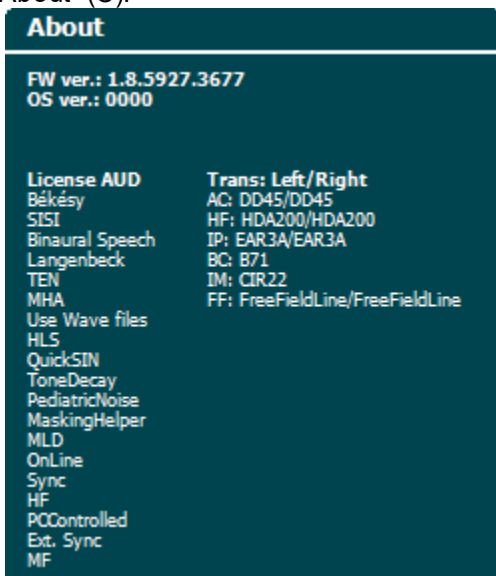 About
FW ver.: 1.8.5927.3677
OS ver.: 0000
License AUD
Békésy
SISI
Binaural Speech
Langenbeck
TEN
MHA
Use Wave files
HLS
QuickSIN
ToneDecay
PediatricNoise
MaskingHelper
MLD
OnLine
Sync
HF
PCControlled
Ext. Sync
MF
Trans: Left/Right
AC: DD45/DD45
HF: HDA200/HDA200
IP: EAR3A/EAR3A
BC: B71
IM: CIR22
FF: FreeFieldLine/FreeFieldLine